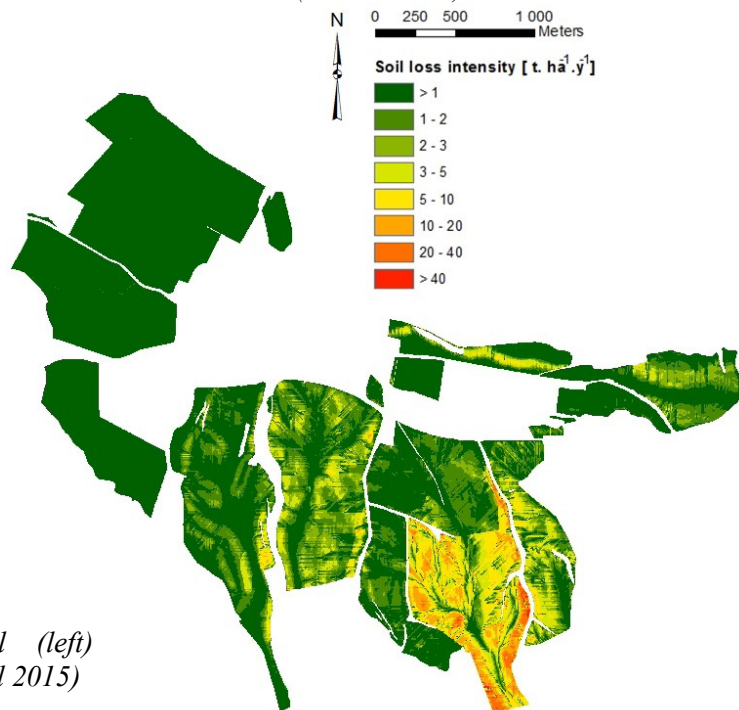 N
0 250 500 1 000
Meters
Soil loss intensity [ t. ha⁻¹.y⁻¹]
> 1
1 - 2
2 - 3
3 - 5
5 - 10
10 - 20
20 - 40
> 40
l (left)
l 2015)